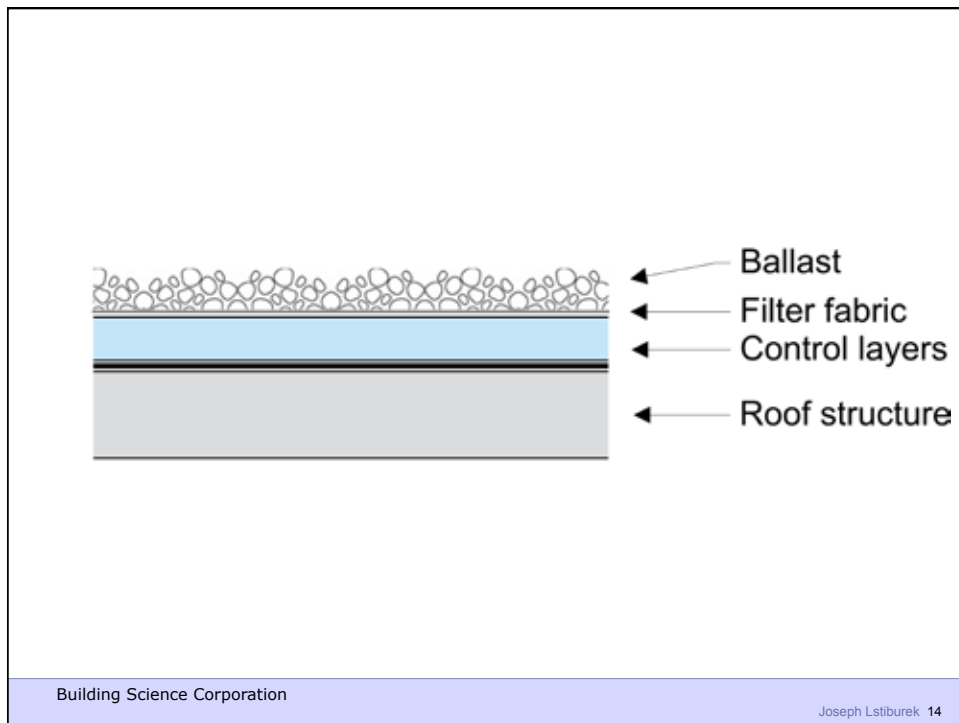 Ballast
Filter fabric
Control layers
Roof structure
Building Science Corporation
Joseph Lstiburek 14